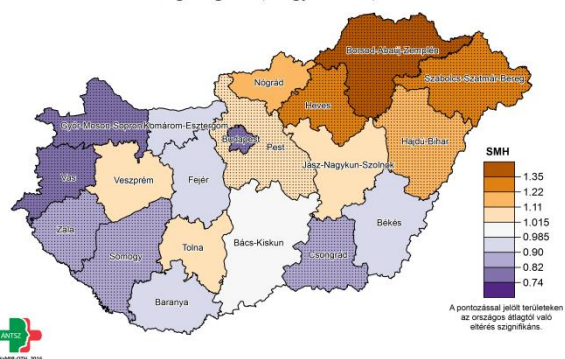 Borsod-Abaúj-Zemplén
Szabolcs-Szatmár-Bereg
Nógrád
Heves
Győr-Moson-Sopron
Komárom-Esztergom
Budapest
Pest
Hajdu-Bihar
Jász-Nagykun-Szolnok
Vas
Veszprém
Fejér
Zala
Somogy
Tolna
Bács-Kiskun
Békés
Csongrád
Baranya
SMH
1.35
1.22
1.11
1.015
0.985
0.90
0.82
0.74
A pontozással jelölt területeken
az országos átlagtól való
eltérés szignifikáns.
ANTSZ